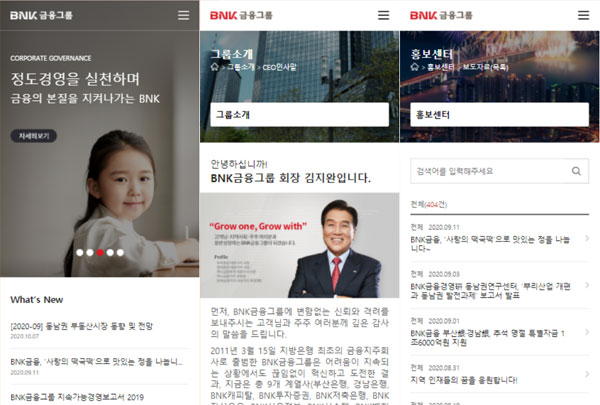 BNK 금융그룹
CORPORATE GOVERNANCE
정도경영을 실천하며
금융의 본질을 지켜나가는 BNK
자세히보기
What's New
[2020-09] 동남권 부동산시장 동향 및 전망
2020.10.07
BNK금융, '사랑의 떡국떡'으로 맛있는 정을 나눕니...
2020.09.11
BNK금융그룹 지속가능경영보고서 2019
BNK 금융그룹
그룹소개
> 그룹소개 > CEO인사말
그룹소개
안녕하십니까!
BNK금융그룹 회장 김지완입니다.
"Grow one, Grow with"
Profile
먼저, BNK금융그룹에 변함없는 신뢰와 격려를
보내주시는 고객님과 주주 여러분께 깊은 감사
의 말씀을 드립니다.
2011년 3월 15일 지방은행 최초의 금융지주회
사로 출범한 BNK금융그룹은 어려움이 지속되
는 상황에서도 끊임없이 혁신하고 도전한 결
과, 지금은 총 9개 계열사(부산은행, 경남은행,
BNK캐피탈, BNK투자증권, BNK저축은행, BNK
BNK 금융그룹
홍보센터
> 홍보센터 > 보도자료(목록)
홍보센터
검색어를 입력해주세요
전체(404건)
전체 2020.09.11
BNK금융, '사랑의 떡국떡'으로 맛있는 정을 나눕
니다~
전체 2020.09.03
BNK금융경영硏 동남권연구센터, '뿌리산업 개편
과 동남권 발전과제' 보고서 발표
전체 2020.09.01
BNK금융 부산銀·경남銀, 추석 명절 특별자금 1
조6000억원 지원
전체 2020.08.31
지역 인재들의 꿈을 응원합니다!
전체 2020.08.19